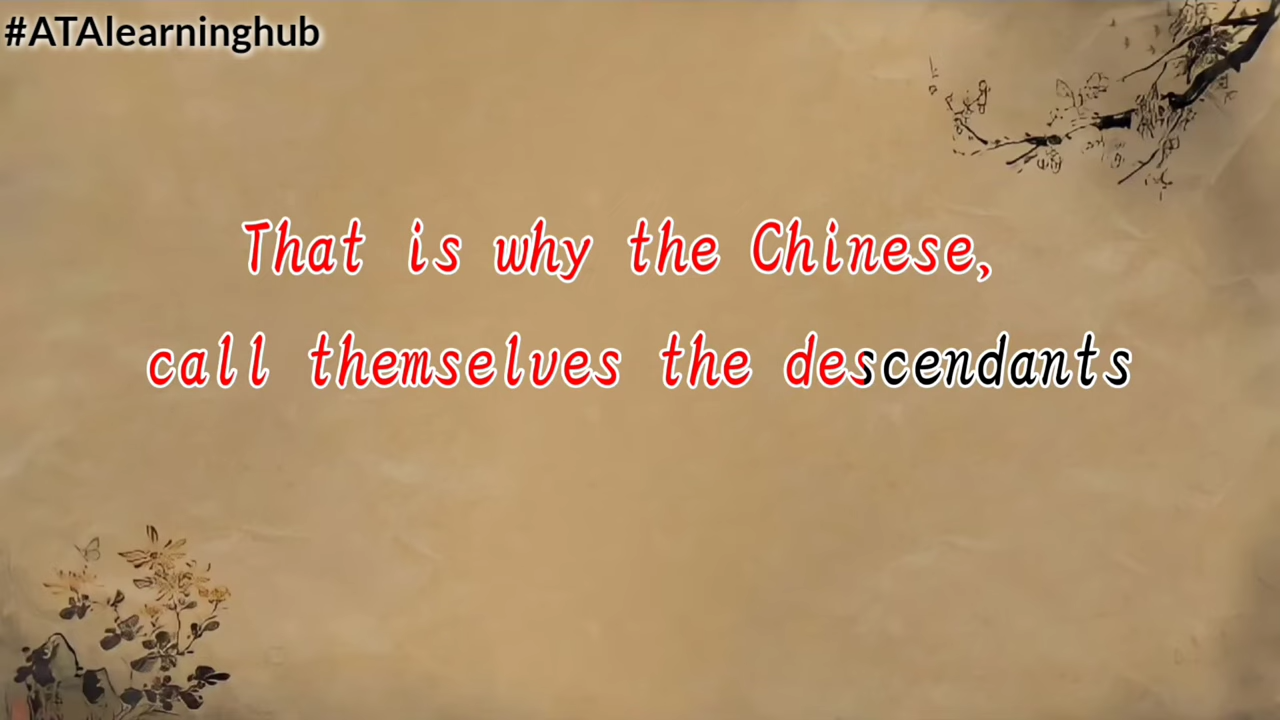 #ATAlearninghub
That is why the Chinese,
call themselves the descendants